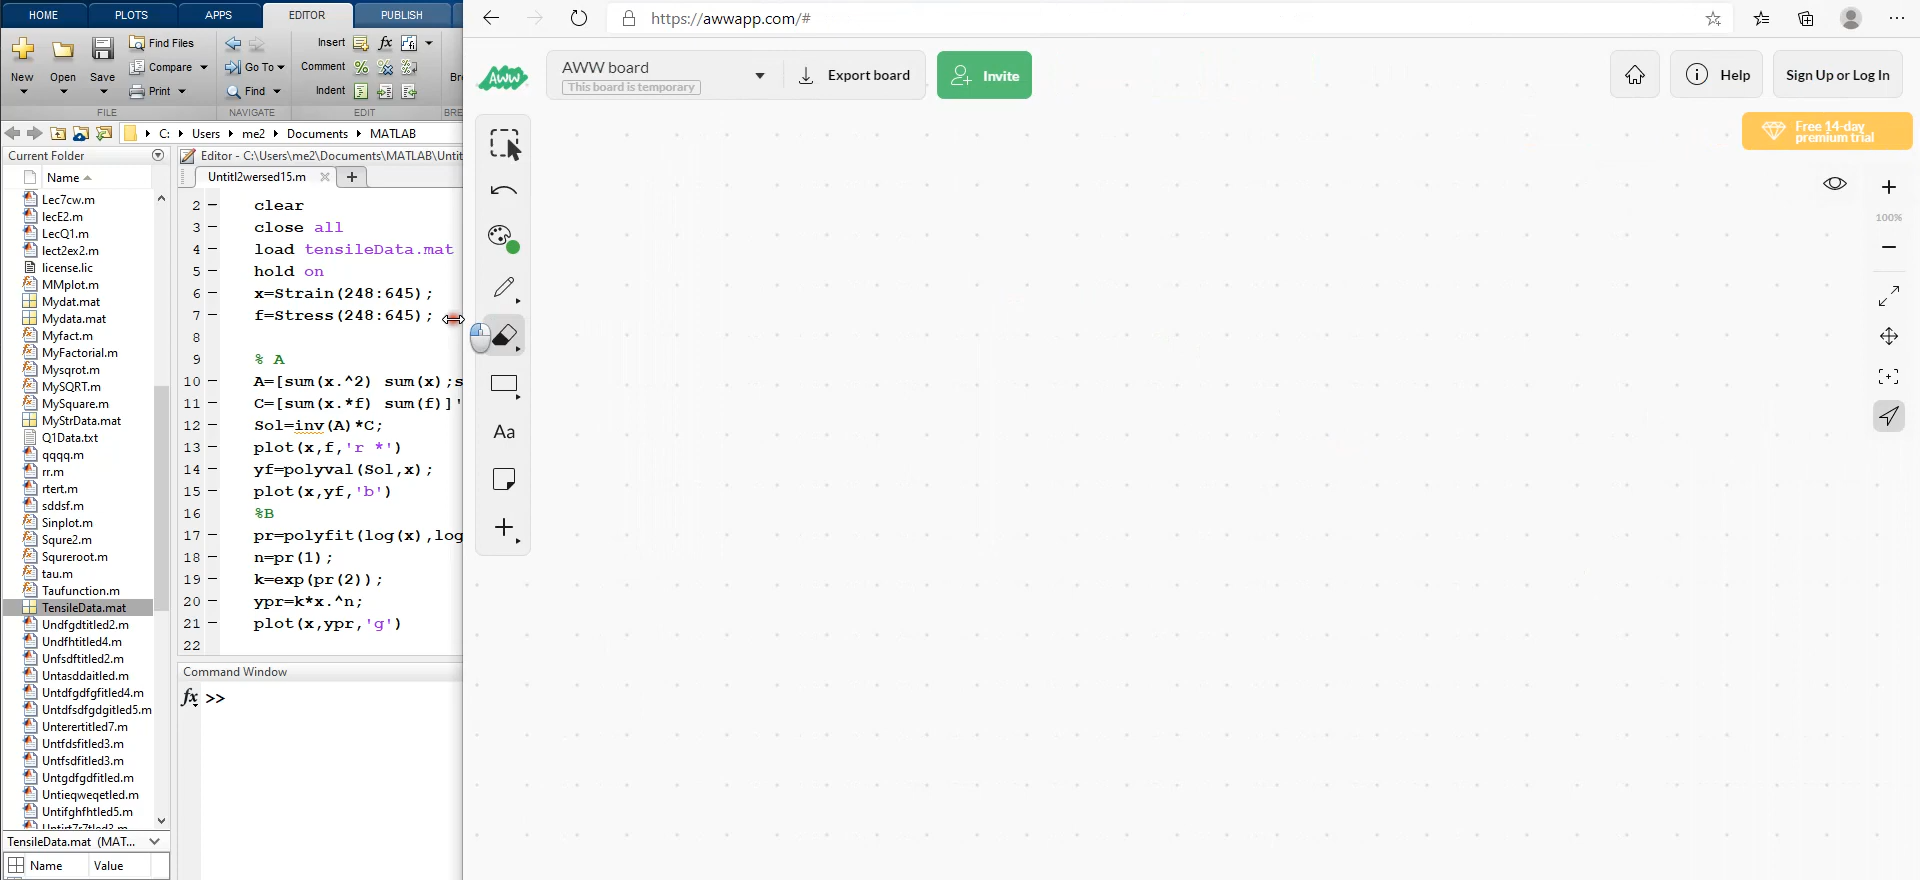 HOME PLOTS APPS EDITOR PUBLISH
New
Open
Save
Find Files
Compare
Print
FILE
Go To
Find
NAVIGATE
Insert
Comment
Indent
EDIT
C: Users me2 Documents MATLAB
Current Folder
Name
Lec7cw.m
lecE2.m
LecQ1.m
lect2ex2.m
license.lic
MMplot.m
Mydat.mat
Mydata.mat
Myfact.m
MyFactorial.m
Mysqrot.m
MySQRT.m
MySquare.m
MyStrData.mat
Q1Data.txt
qqqq.m
rr.m
rtert.m
sddsf.m
Sinplot.m
Squre2.m
Squreroot.m
tau.m
Taufunction.m
TensileData.mat
Undfgdtitled2.m
Undfhtitled4.m
Unfsdftitled2.m
Untasddaitled.m
Untdfgdfgfitled4.m
Untdfsdfgdgitled5.m
Unterertitled7.m
Untfdsfitled3.m
Untfsdfitled3.m
Untgdfgdfitled.m
Untieqweqetled.m
Untifghfhtled5.m
TensileData.mat (MAT...
Name Value
Editor - C:\Users\me2\Documents\MATLAB\Untit
Untitl2wersed15.m
2 clear
3 close all
4 load tensileData.mat
5 hold on
6 x=Strain(248:645);
7 f=Stress(248:645);
8
9 % A
10 A=[sum(x.^2) sum(x);s
11 C=[sum(x.*f) sum(f)]'
12 Sol=inv(A)*C;
13 plot(x,f,'r *')
14 yf=polyval(Sol,x);
15 plot(x,yf,'b')
16 %B
17 pr=polyfit(log(x),log
18 n=pr(1);
19 k=exp(pr(2));
20 ypr=k*x.^n;
21 plot(x,ypr,'g')
22
Command Window
fx >>
https://awwapp.com/#
AWW
AWW board
This board is temporary
Export board
Invite
Help
Sign Up or Log In
Free 14-day
premium trial
100%
Aa